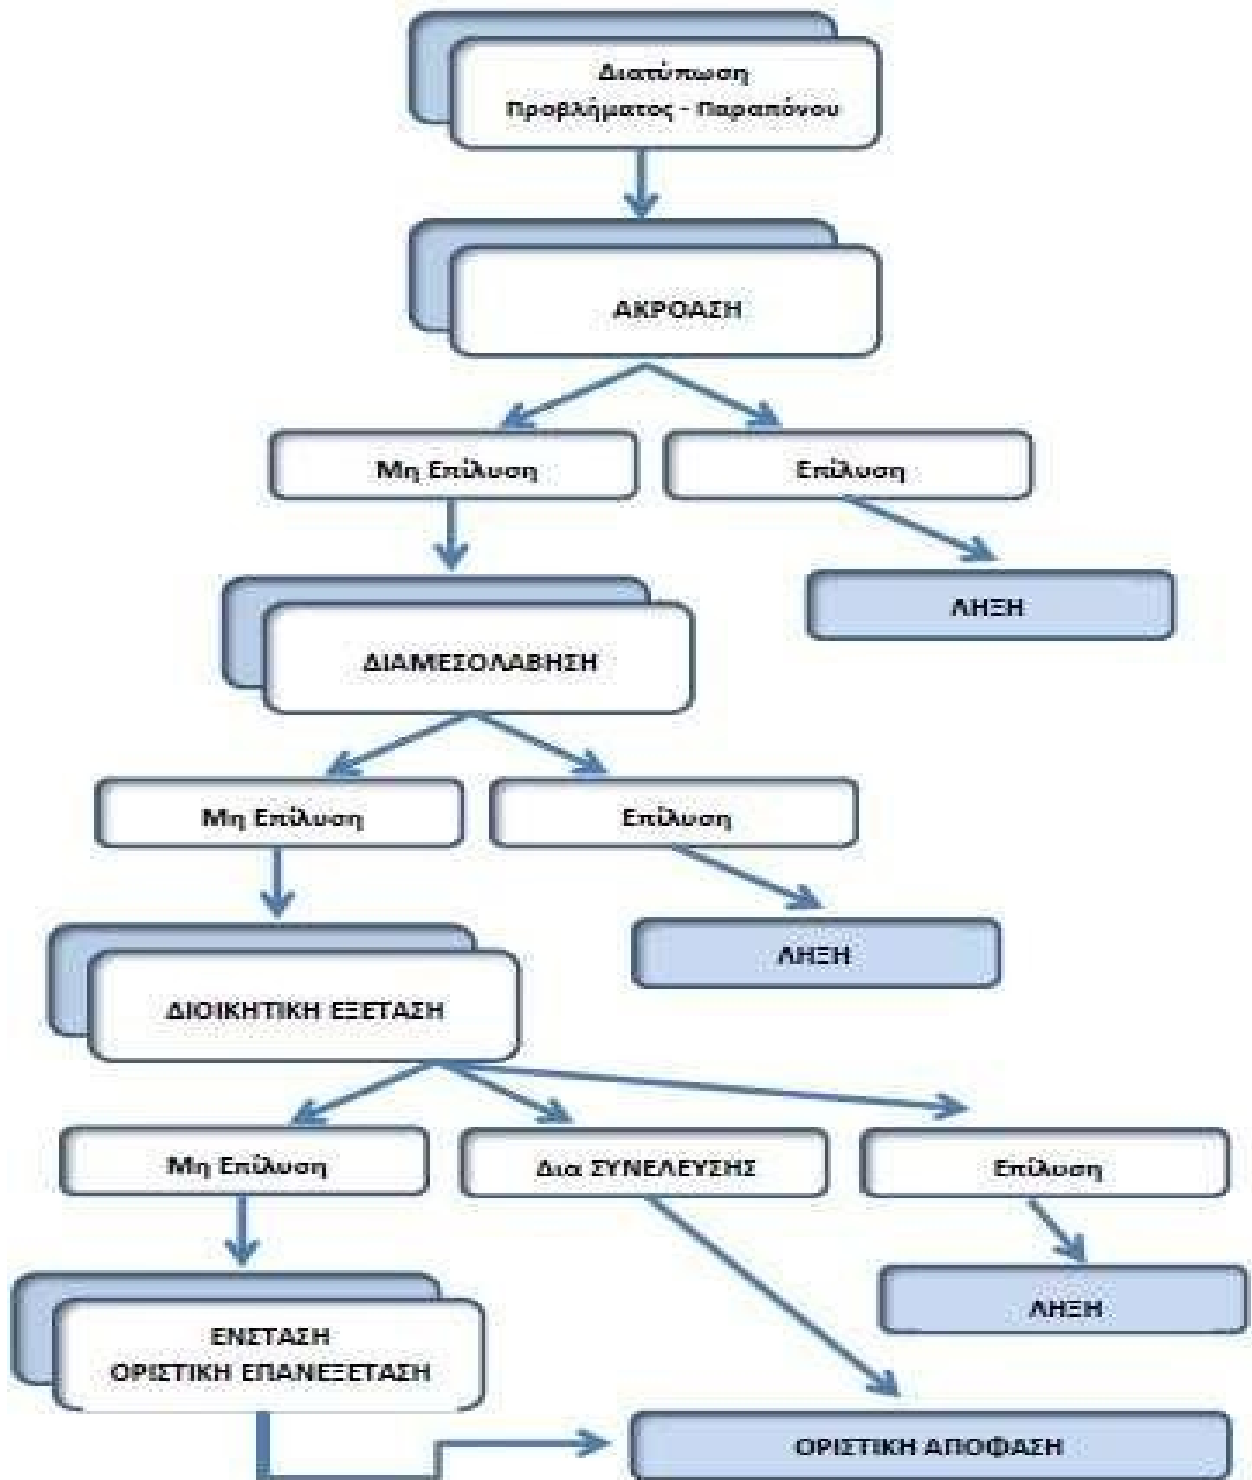 Διατύπωση
Προβλήματος - Παραπόνου
ΑΚΡΟΑΣΗ
Μη Επίλυση
Επίλυση
ΛΗΞΗ
ΔΙΑΜΕΣΟΛΑΒΗΣΗ
Μη Επίλυση
Επίλυση
ΛΗΞΗ
ΔΙΟΙΚΗΤΙΚΗ ΕΞΕΤΑΣΗ
Μη Επίλυση
Δια ΣΥΝΕΛΕΥΣΗΣ
Επίλυση
ΛΗΞΗ
ΕΝΣΤΑΣΗ
ΟΡΙΣΤΙΚΗ ΕΠΑΝΕΞΕΤΑΣΗ
ΟΡΙΣΤΙΚΗ ΑΠΟΦΑΣΗ